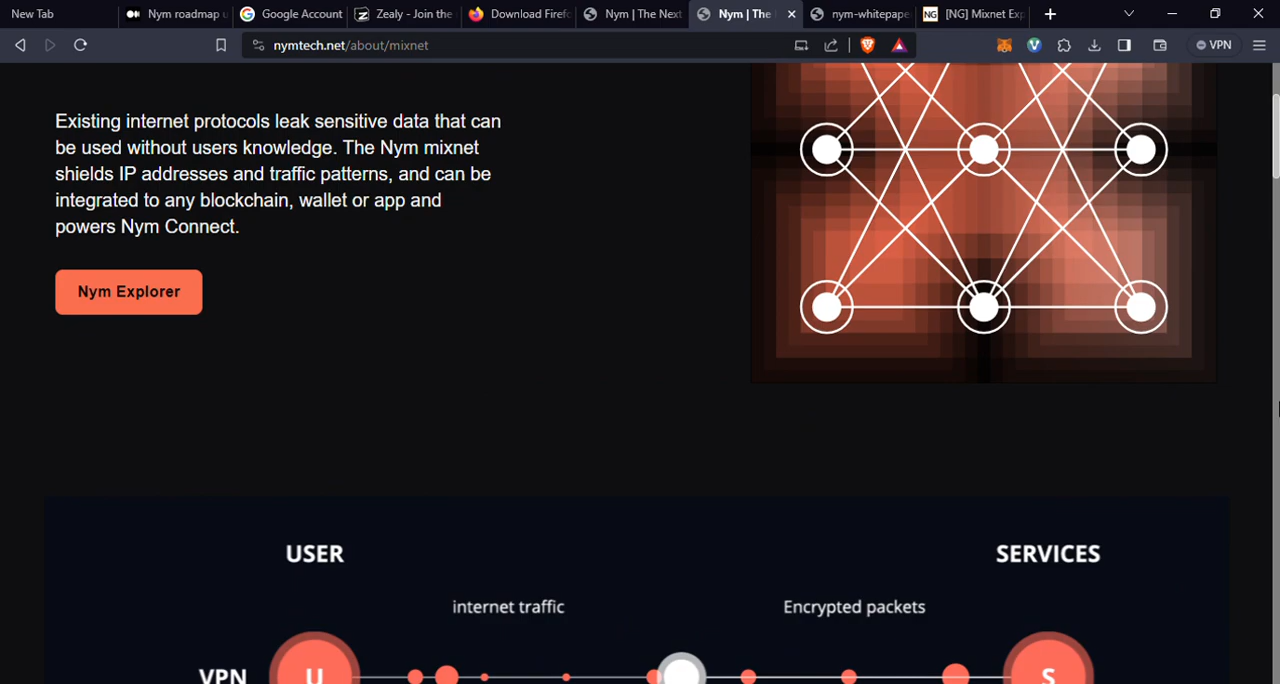 New Tab
Nym roadmap u
Google Account
Zealy - Join the
Download Firefo
Nym | The Next
Nym | The
nym-whitepape
NG
[NG] Mixnet Exp
nymtech.net/about/mixnet
VPN
Existing internet protocols leak sensitive data that can
be used without users knowledge. The Nym mixnet
shields IP addresses and traffic patterns, and can be
integrated to any blockchain, wallet or app and
powers Nym Connect.
Nym Explorer
USER
SERVICES
internet traffic
Encrypted packets
VPN
U
S